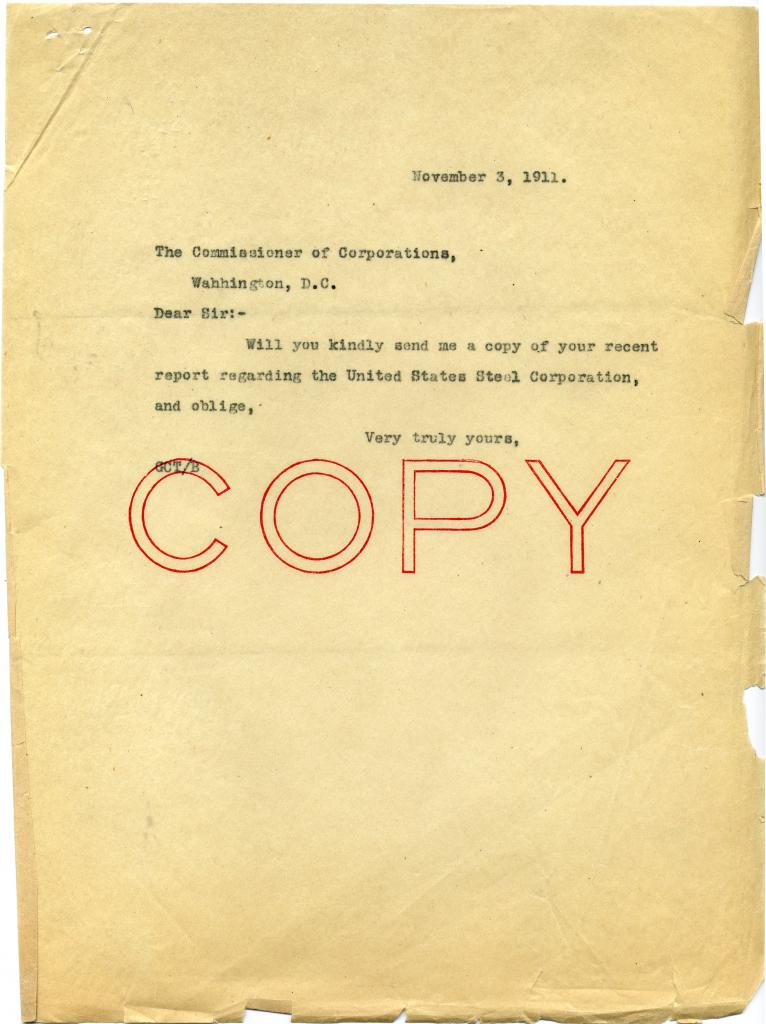 November 3, 1911.
The Commissioner of Corporations,
Wahhington, D.C.
Dear Sir:-
Will you kindly send me a copy of your recent
report regarding the United States Steel Corporation,
and oblige,
Very truly yours,
GCT/B
COPY